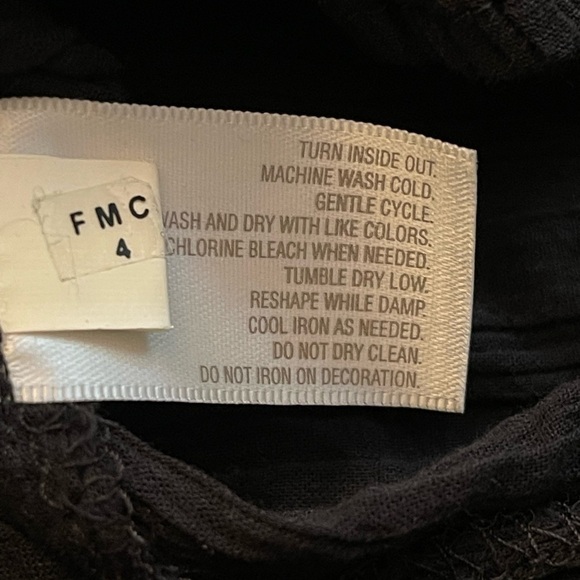 FMC
4
TURN INSIDE OUT.
MACHINE WASH COLD.
GENTLE CYCLE.
AND DRY WITH LIKE COLORS.
CHLORINE BLEACH WHEN NEEDED.
TUMBLE DRY LOW.
RESHAPE WHILE DAMP.
COOL IRON AS NEEDED.
DO NOT DRY CLEAN.
DO NOT IRON ON DECORATION.